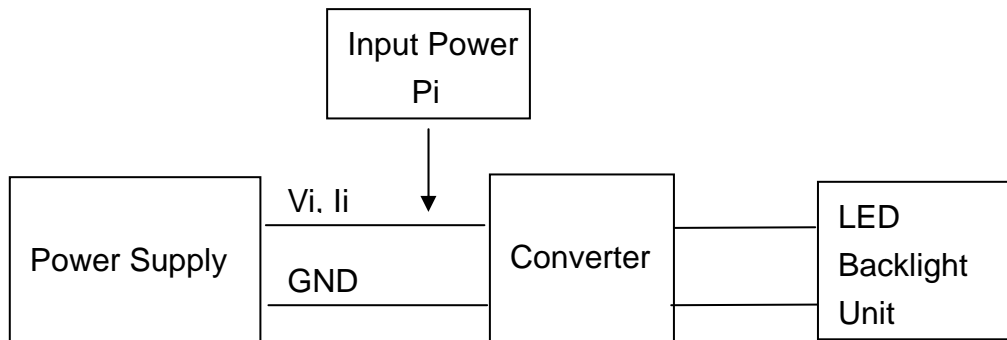 Input Power
Pi
Vi, Ii
Power Supply
GND
Converter
LED
Backlight
Unit